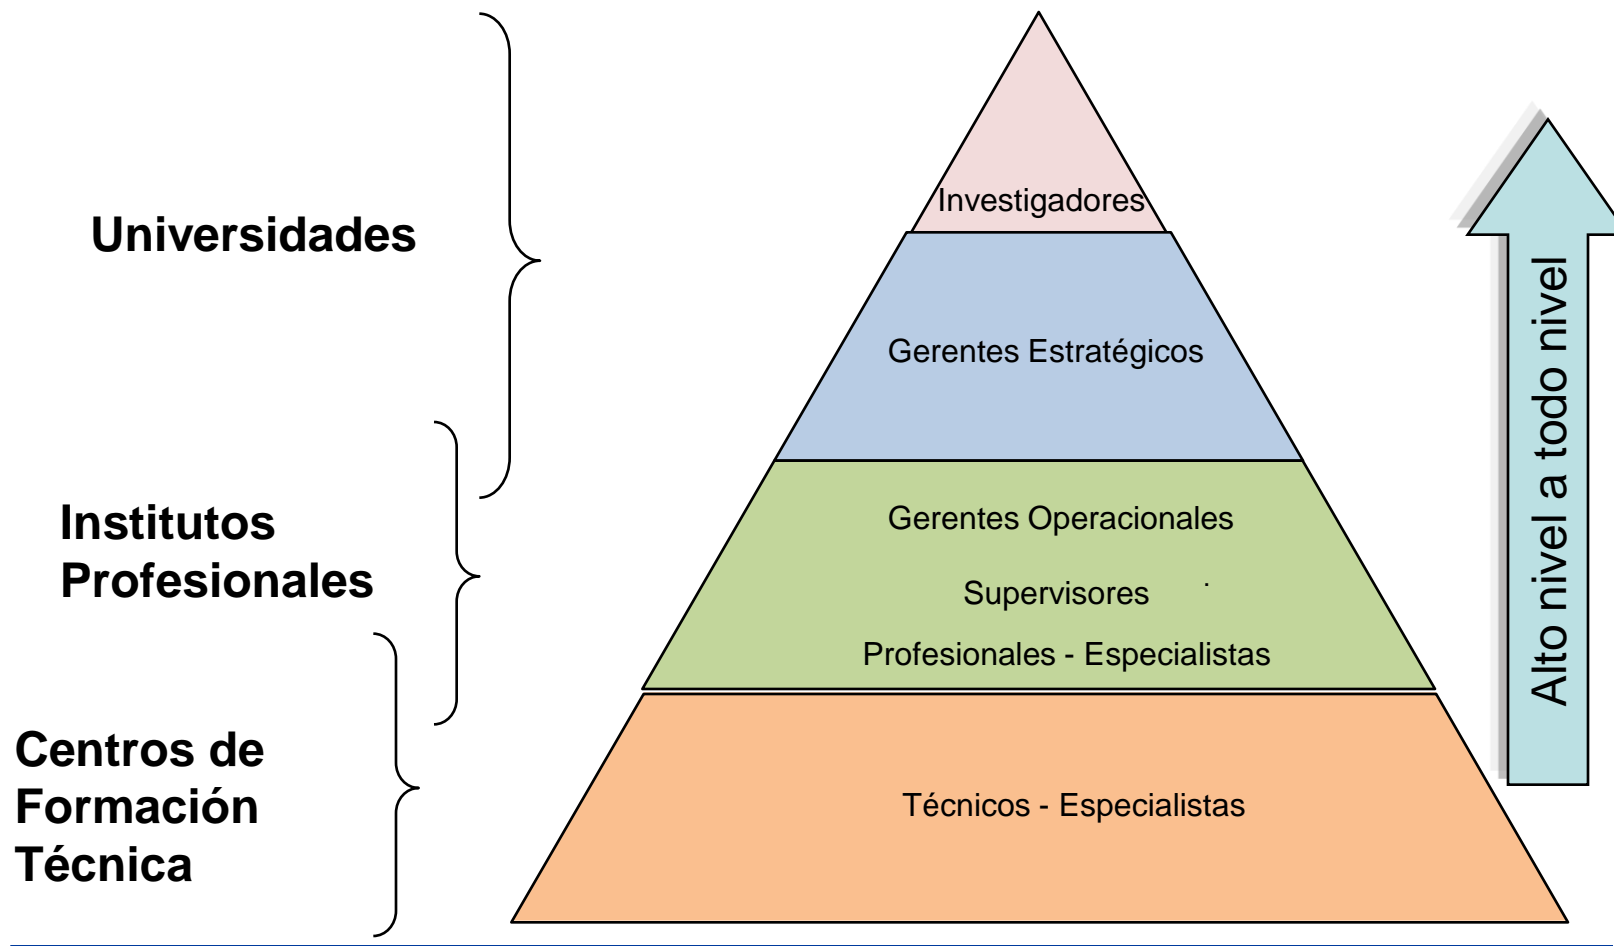 Universidades
Institutos
Profesionales
Centros de
Formación
Técnica
Investigadores
Gerentes Estratégicos
Gerentes Operacionales
Supervisores .
Profesionales - Especialistas
Técnicos - Especialistas
Alto nivel a todo nivel